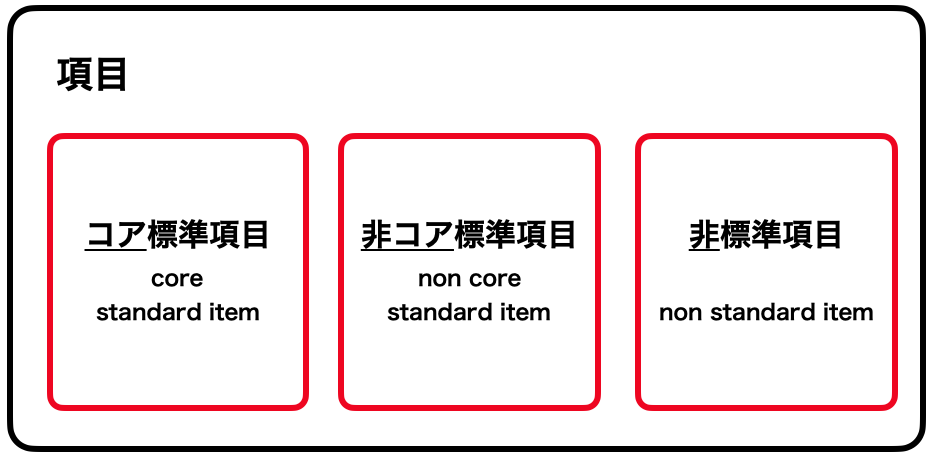 項目
コア標準項目
core
standard item
非コア標準項目
non core
standard item
非標準項目
non standard item